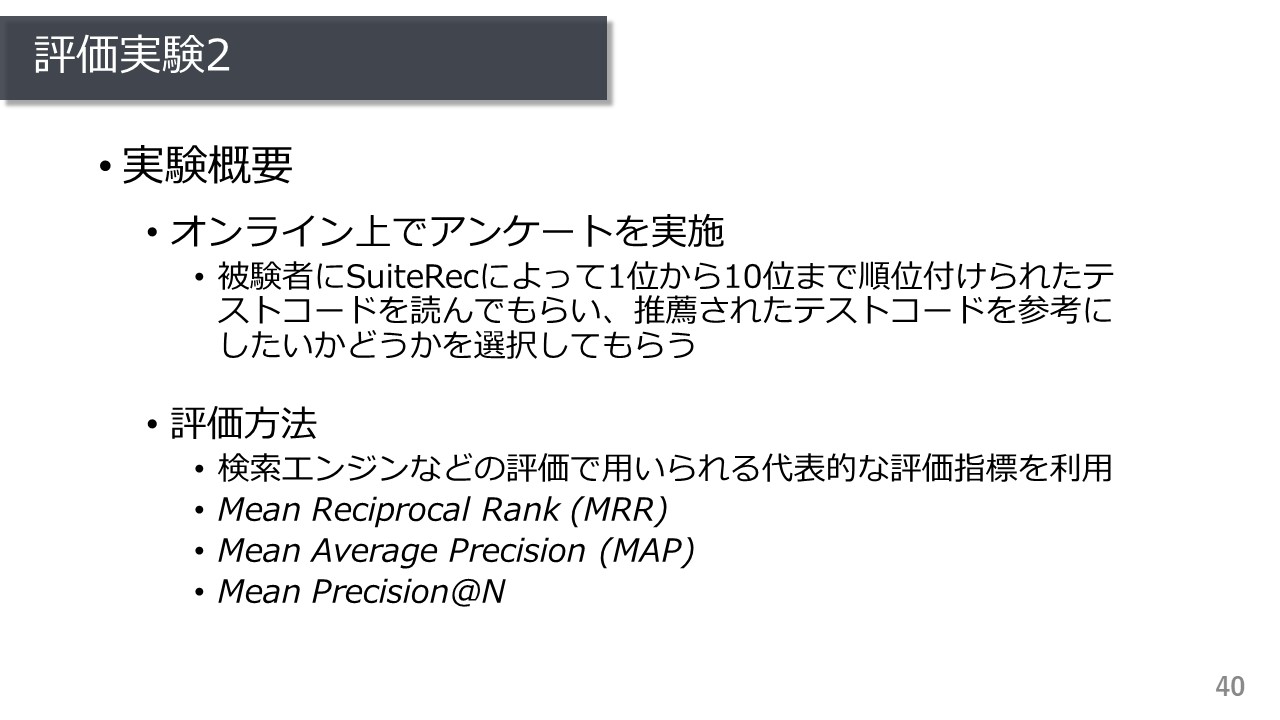 評価実験2
• 実験概要
• オンライン上でアンケートを実施
• 被験者にSuiteRecによって1位から10位まで順位付けられたテ
ストコードを読んでもらい、推薦されたテストコードを参考に
したいかどうかを選択してもらう
• 評価方法
• 検索エンジンなどの評価で用いられる代表的な評価指標を利用
• Mean Reciprocal Rank (MRR)
• Mean Average Precision (MAP)
• Mean Precision@N
40